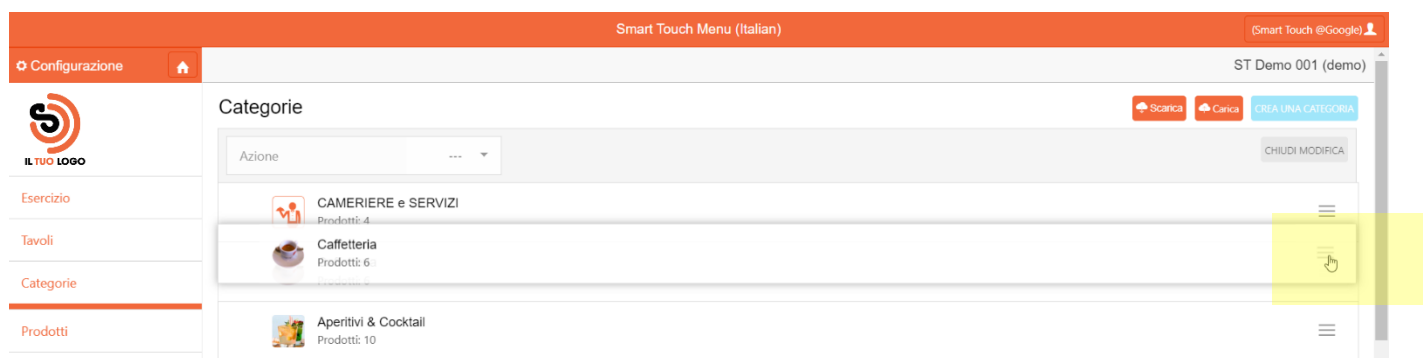 Smart Touch Menu (Italian)
(Smart Touch @Google)
Configurazione
ST Demo 001 (demo)
IL TUO LOGO
Esercizio
Tavoli
Categorie
Prodotti
Categorie
Scarica
Carica
CREA UNA CATEGORIA
Azione
---
CHIUDI MODIFICA
CAMERIERE e SERVIZI
Prodotti: 4
Caffetteria
Prodotti: 6
Aperitivi & Cocktail
Prodotti: 10